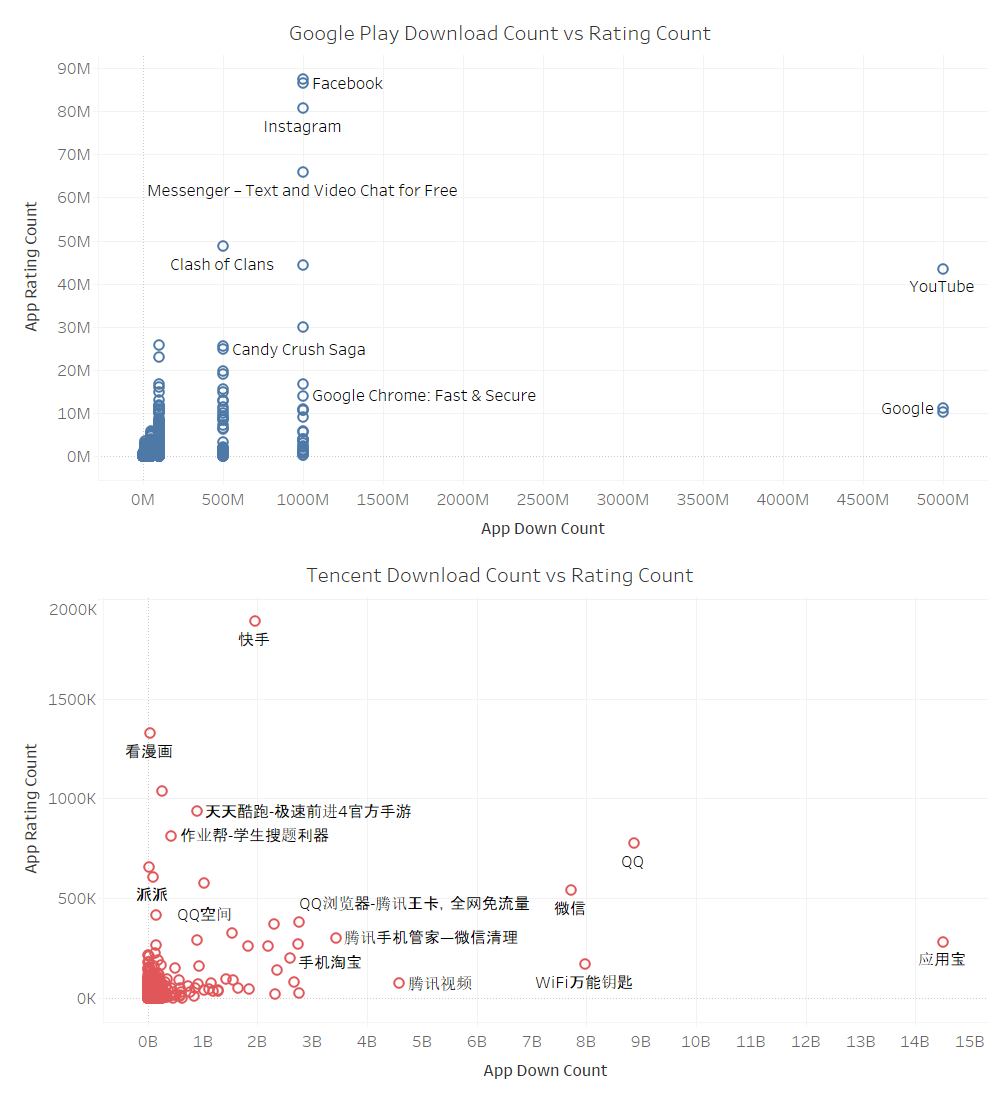 Google Play Download Count vs Rating Count
90M
80M
70M
60M
50M
40M
30M
20M
10M
0M
App Rating Count
Facebook
Instagram
Messenger – Text and Video Chat for Free
Clash of Clans
YouTube
Candy Crush Saga
Google Chrome: Fast & Secure
Google
0M 500M 1000M 1500M 2000M 2500M 3000M 3500M 4000M 4500M 5000M
App Down Count
Tencent Download Count vs Rating Count
2000K
1500K
1000K
500K
0K
App Rating Count
快手
看漫画
天天酷跑-极速前进4官方手游
作业帮-学生搜题利器
QQ
派派
QQ浏览器-腾讯王卡, 全网免流量
微信
QQ空间
腾讯手机管家—微信清理
手机淘宝
应用宝
腾讯视频
WiFi万能钥匙
0B 1B 2B 3B 4B 5B 6B 7B 8B 9B 10B 11B 12B 13B 14B 15B
App Down Count